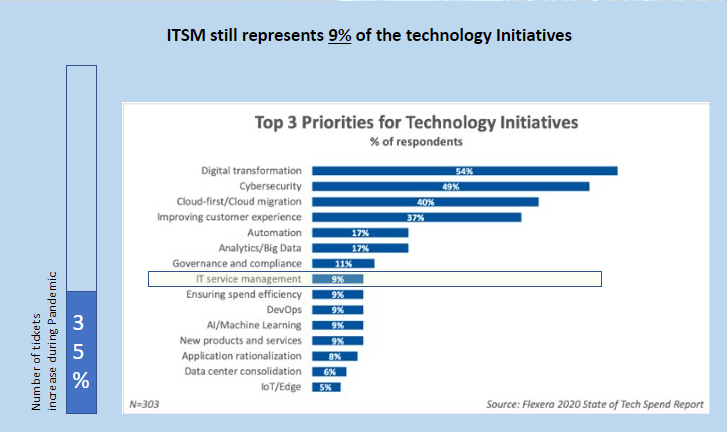 ITSM still represents 9% of the technology Initiatives
Number of tickets
increase during Pandemic
3
5
%
Top 3 Priorities for Technology Initiatives
% of respondents
Digital transformation 54%
Cybersecurity 49%
Cloud-first/Cloud migration 40%
Improving customer experience 37%
Automation 17%
Analytics/Big Data 17%
Governance and compliance 11%
IT service management 9%
Ensuring spend efficiency 9%
DevOps 9%
AI/Machine Learning 9%
New products and services 9%
Application rationalization 8%
Data center consolidation 6%
IoT/Edge 5%
N=303
Source: Flexera 2020 State of Tech Spend Report